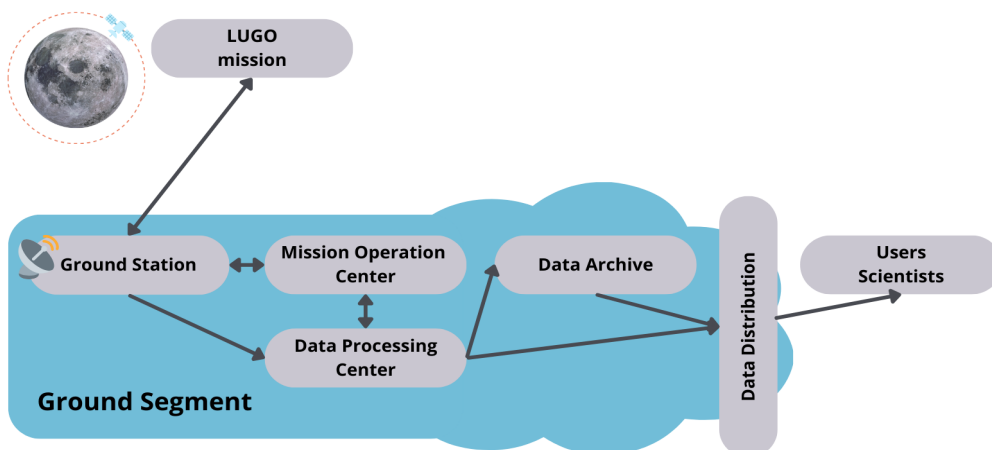 LUGO
mission
Ground Station
Mission Operation
Center
Data Archive
Users
Scientists
Data Processing
Center
Data Distribution
Ground Segment